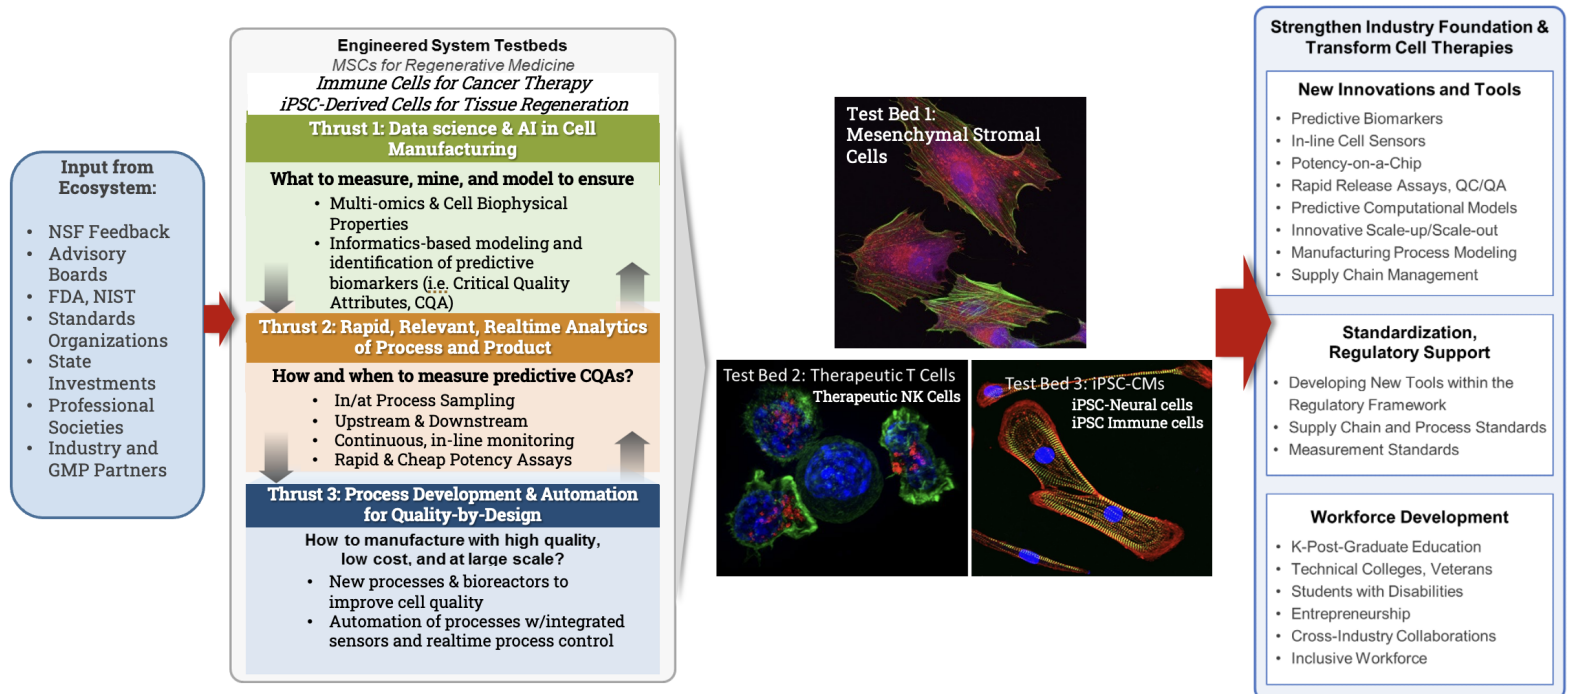 Input from
Ecosystem:
• NSF Feedback
• Advisory
Boards
• FDA, NIST
• Standards
Organizations
• State
Investments
• Professional
Societies
• Industry and
GMP Partners
Engineered System Testbeds
MSCs for Regenerative Medicine
Immune Cells for Cancer Therapy
iPSC-Derived Cells for Tissue Regeneration
Thrust 1: Data science & AI in Cell
Manufacturing
What to measure, mine, and model to ensure
• Multi-omics & Cell Biophysical
Properties
• Informatics-based modeling and
identification of predictive
biomarkers (i.e. Critical Quality
Attributes, CQA)
Thrust 2: Rapid, Relevant, Realtime Analytics
of Process and Product
How and when to measure predictive CQAs?
• In/at Process Sampling
• Upstream & Downstream
• Continuous, in-line monitoring
• Rapid & Cheap Potency Assays
Thrust 3: Process Development & Automation
for Quality-by-Design
How to manufacture with high quality,
low cost, and at large scale?
• New processes & bioreactors to
improve cell quality
• Automation of processes w/integrated
sensors and realtime process control
Test Bed 1:
Mesenchymal Stromal
Cells
Test Bed 2: Therapeutic T Cells
Therapeutic NK Cells
Test Bed 3: iPSC-CMs
iPSC-Neural cells
iPSC Immune cells
Strengthen Industry Foundation &
Transform Cell Therapies
New Innovations and Tools
• Predictive Biomarkers
• In-line Cell Sensors
• Potency-on-a-Chip
• Rapid Release Assays, QC/QA
• Predictive Computational Models
• Innovative Scale-up/Scale-out
• Manufacturing Process Modeling
• Supply Chain Management
Standardization,
Regulatory Support
• Developing New Tools within the
Regulatory Framework
• Supply Chain and Process Standards
• Measurement Standards
Workforce Development
• K-Post-Graduate Education
• Technical Colleges, Veterans
• Students with Disabilities
• Entrepreneurship
• Cross-Industry Collaborations
• Inclusive Workforce